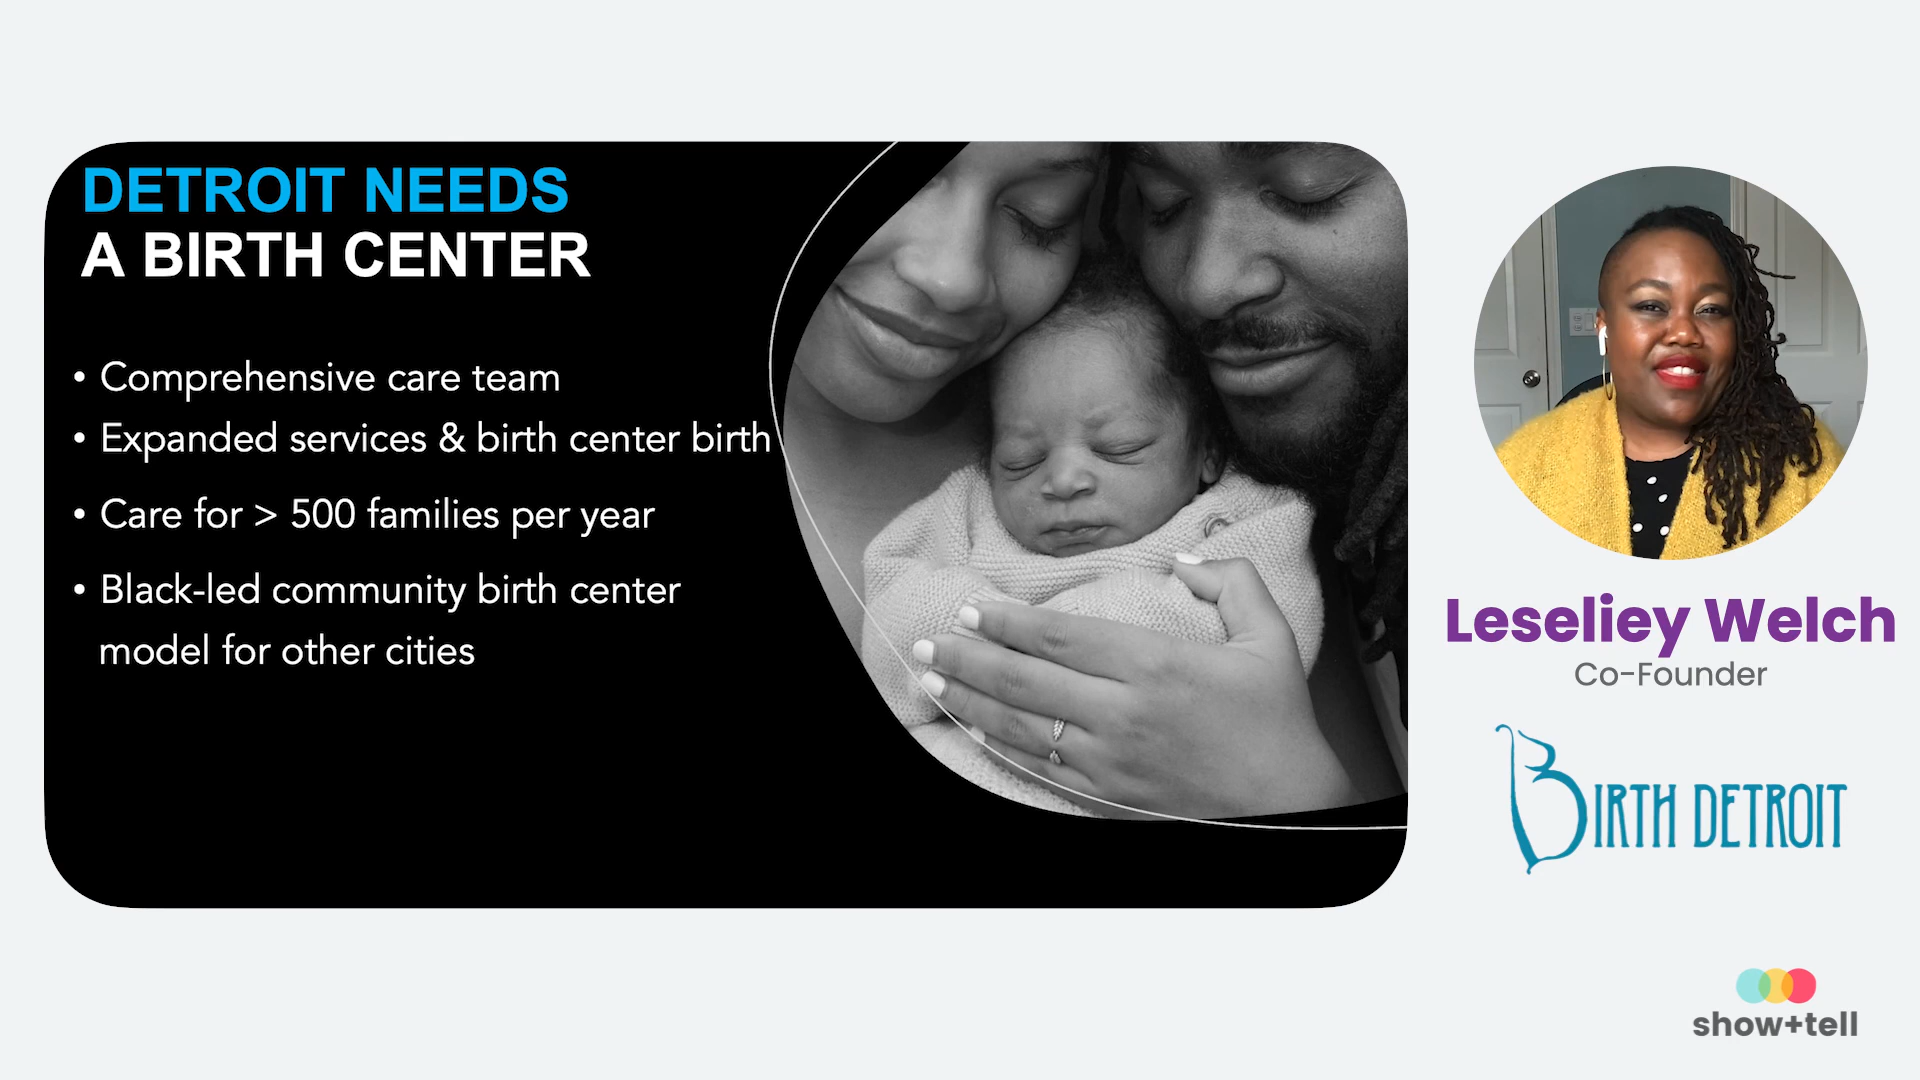 DETROIT NEEDS
A BIRTH CENTER
• Comprehensive care team
• Expanded services & birth center birth
• Care for > 500 families per year
• Black-led community birth center
model for other cities
Leseliey Welch
Co-Founder
BIRTH DETROIT
show+tell